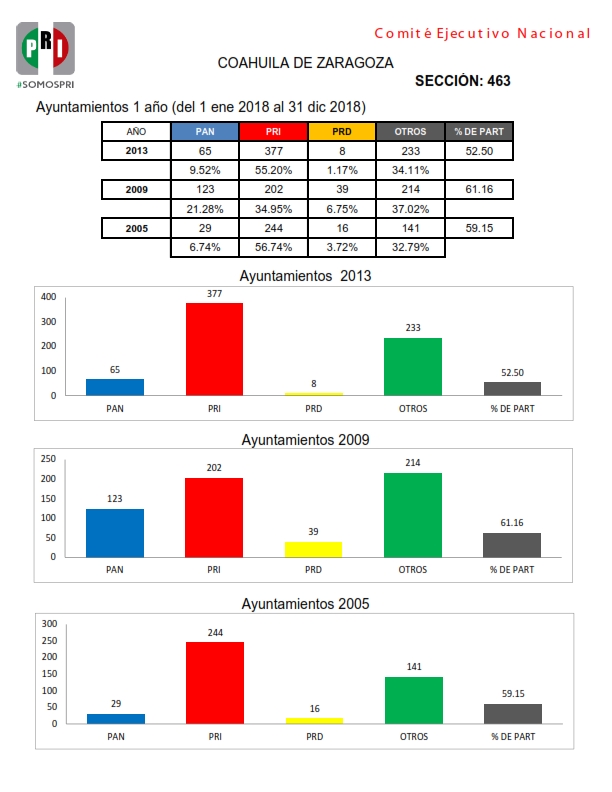 Comité Ejecutivo Nacional
PRI
#SOMOSPRI
COAHUILA DE ZARAGOZA
SECCIÓN: 463
Ayuntamientos 1 año (del 1 ene 2018 al 31 dic 2018)
AÑO PAN PRI PRD OTROS % DE PART
2013 65 377 8 233 52.50
9.52% 55.20% 1.17% 34.11%
2009 123 202 39 214 61.16
21.28% 34.95% 6.75% 37.02%
2005 29 244 16 141 59.15
6.74% 56.74% 3.72% 32.79%
Ayuntamientos 2013
400
300
200
100
0
65 377 8 233 52.50
PAN PRI PRD OTROS % DE PART
Ayuntamientos 2009
250
200
150
100
50
0
123 202 39 214 61.16
PAN PRI PRD OTROS % DE PART
Ayuntamientos 2005
300
250
200
150
100
50
0
29 244 16 141 59.15
PAN PRI PRD OTROS % DE PART